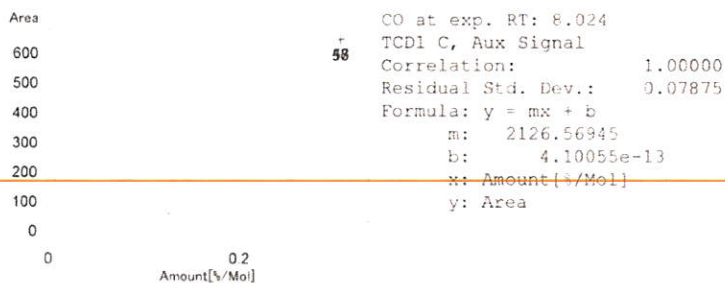 Area
600
500
400
300
200
100
0
0 0.2
Amount[%/Mol]
CO at exp. RT: 8.024
TCD1 C, Aux Signal
Correlation: 1.00000
Residual Std. Dev.: 0.07875
Formula: y = mx + b
m: 2126.56945
b: 4.10055e-13
x: Amount[%/Mol]
y: Area